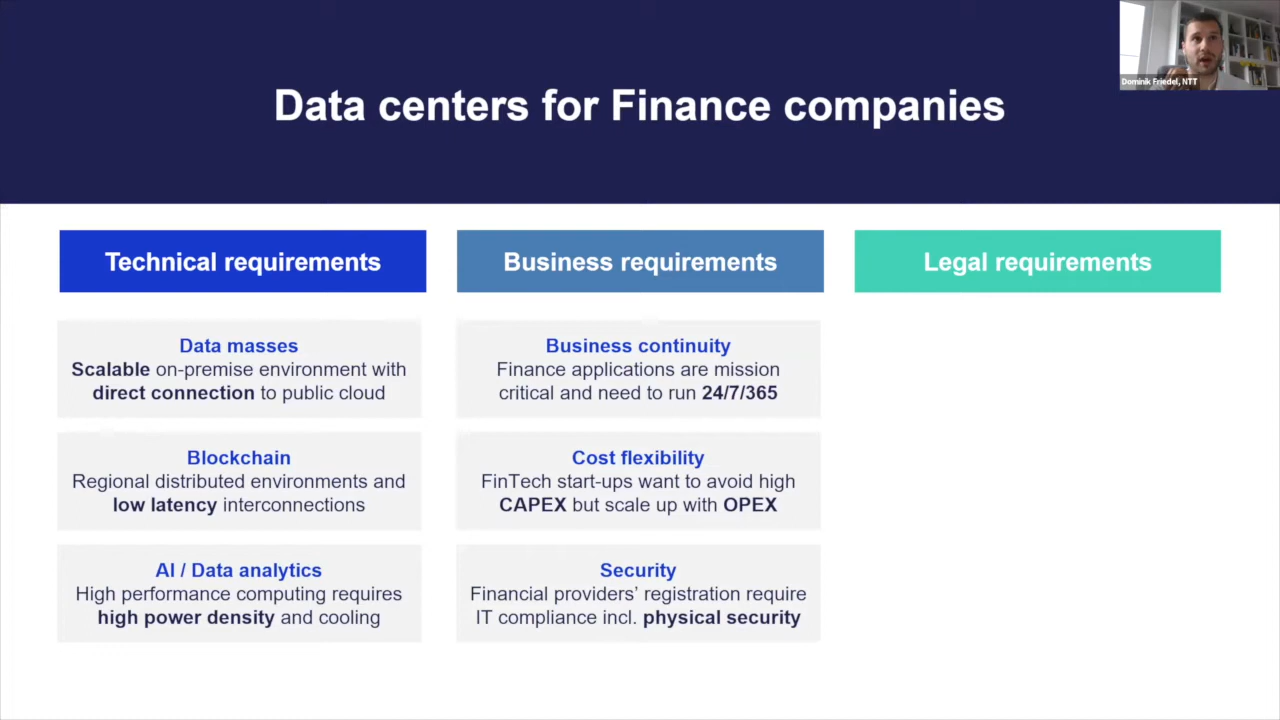 Dominik Friedel, NTT
Data centers for Finance companies
Technical requirements
Data masses
Scalable on-premise environment with
direct connection to public cloud
Blockchain
Regional distributed environments and
low latency interconnections
AI / Data analytics
High performance computing requires
high power density and cooling
Business requirements
Business continuity
Finance applications are mission
critical and need to run 24/7/365
Cost flexibility
FinTech start-ups want to avoid high
CAPEX but scale up with OPEX
Security
Financial providers’ registration require
IT compliance incl. physical security
Legal requirements